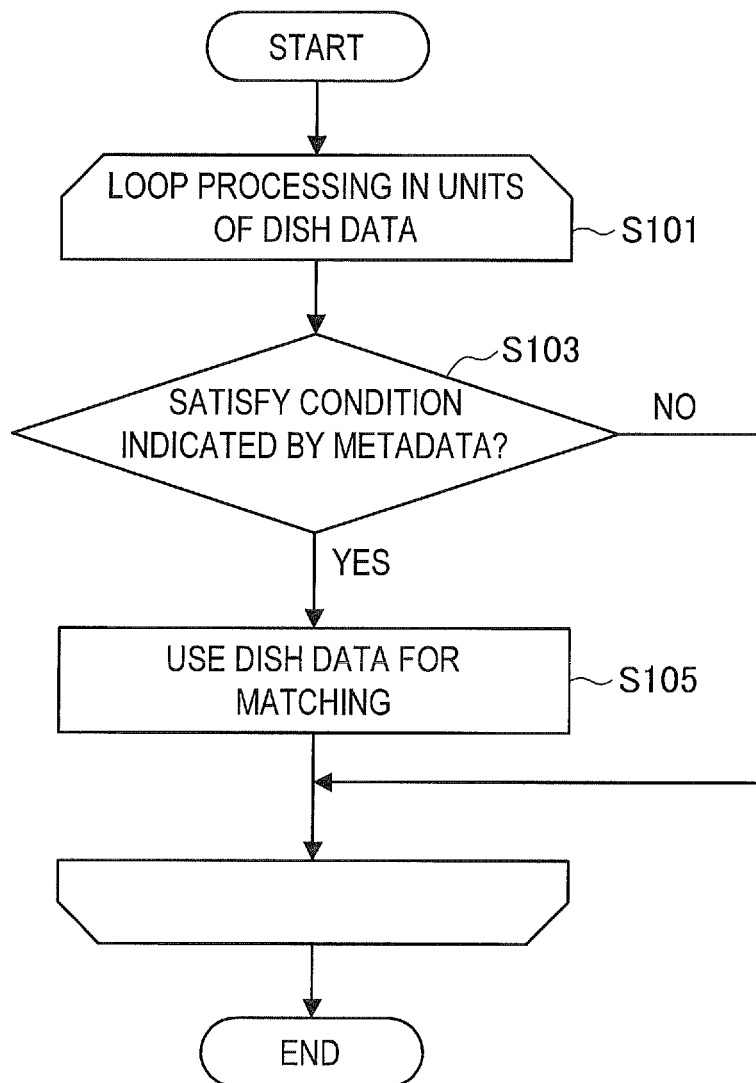 START
LOOP PROCESSING IN UNITS
OF DISH DATA
S101
S103
SATISFY CONDITION
INDICATED BY METADATA?
NO
YES
USE DISH DATA FOR
MATCHING
S105
END